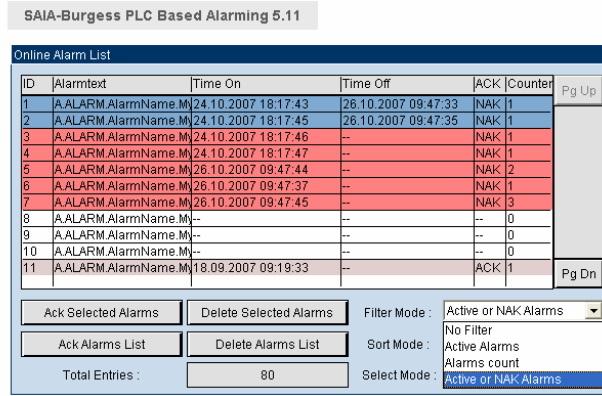 SAIA-Burgess PLC Based Alarming 5.11
Online Alarm List
ID Alarmtext Time On Time Off ACK Counter Pg Up
1 A.ALARM.AlarmName.My 24.10.2007 18:17:43 26.10.2007 09:47:33 NAK 1
2 A.ALARM.AlarmName.My 24.10.2007 18:17:45 26.10.2007 09:47:35 NAK 1
3 A.ALARM.AlarmName.My 24.10.2007 18:17:46 -- NAK 1
4 A.ALARM.AlarmName.My 24.10.2007 18:17:47 -- NAK 1
5 A.ALARM.AlarmName.My 26.10.2007 09:47:44 -- NAK 2
6 A.ALARM.AlarmName.My 26.10.2007 09:47:37 -- NAK 1
7 A.ALARM.AlarmName.My 26.10.2007 09:47:45 -- NAK 3
8 A.ALARM.AlarmName.My -- -- -- 0
9 A.ALARM.AlarmName.My -- -- -- 0
10 A.ALARM.AlarmName.My -- -- -- 0
11 A.ALARM.AlarmName.My 18.09.2007 09:19:33 -- ACK 1 Pg Dn
Ack Selected Alarms Delete Selected Alarms Filter Mode : Active or NAK Alarms
No Filter
Ack Alarms List Delete Alarms List Sort Mode : Active Alarms
Alarms count
Total Entries : 80 Select Mode : Active or NAK Alarms